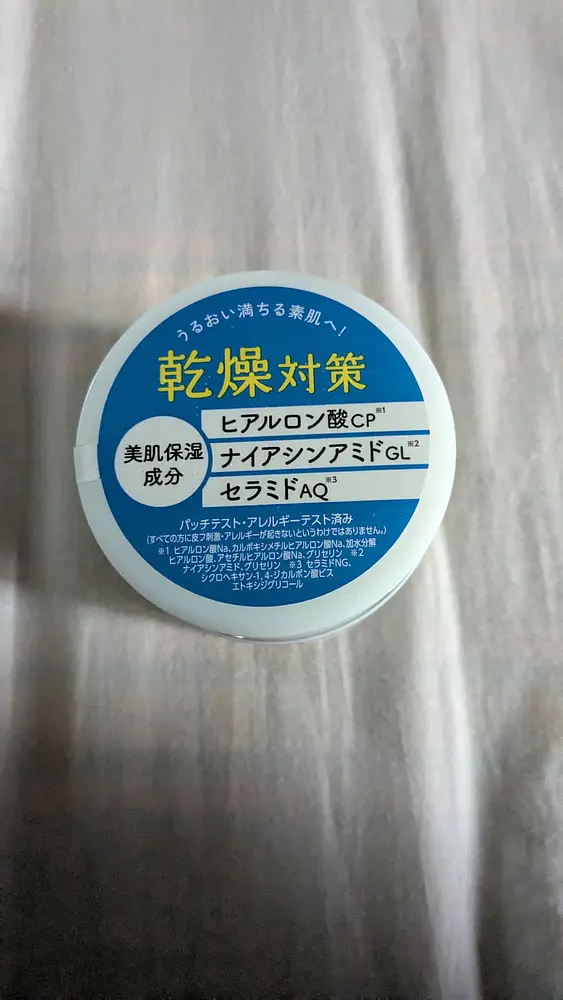 うるおい満ちる素肌へ!
乾燥対策
美肌保湿
成分
ヒアルロン酸CP※1
ナイアシンアミドGL※2
セラミドAQ※3
パッチテスト・アレルギーテスト済み
(すべての方に皮フ刺激・アレルギーが起きないというわけではありません。)
※1 ヒアルロン酸Na、カルボキシメチルヒアルロン酸Na、加水分解
ヒアルロン酸、アセチルヒアルロン酸Na、グリセリン ※2
ナイアシンアミド、グリセリン ※3 セラミドNG、
シクロヘキサン-1, 4-ジカルボン酸ビス
エトキシジグリコール